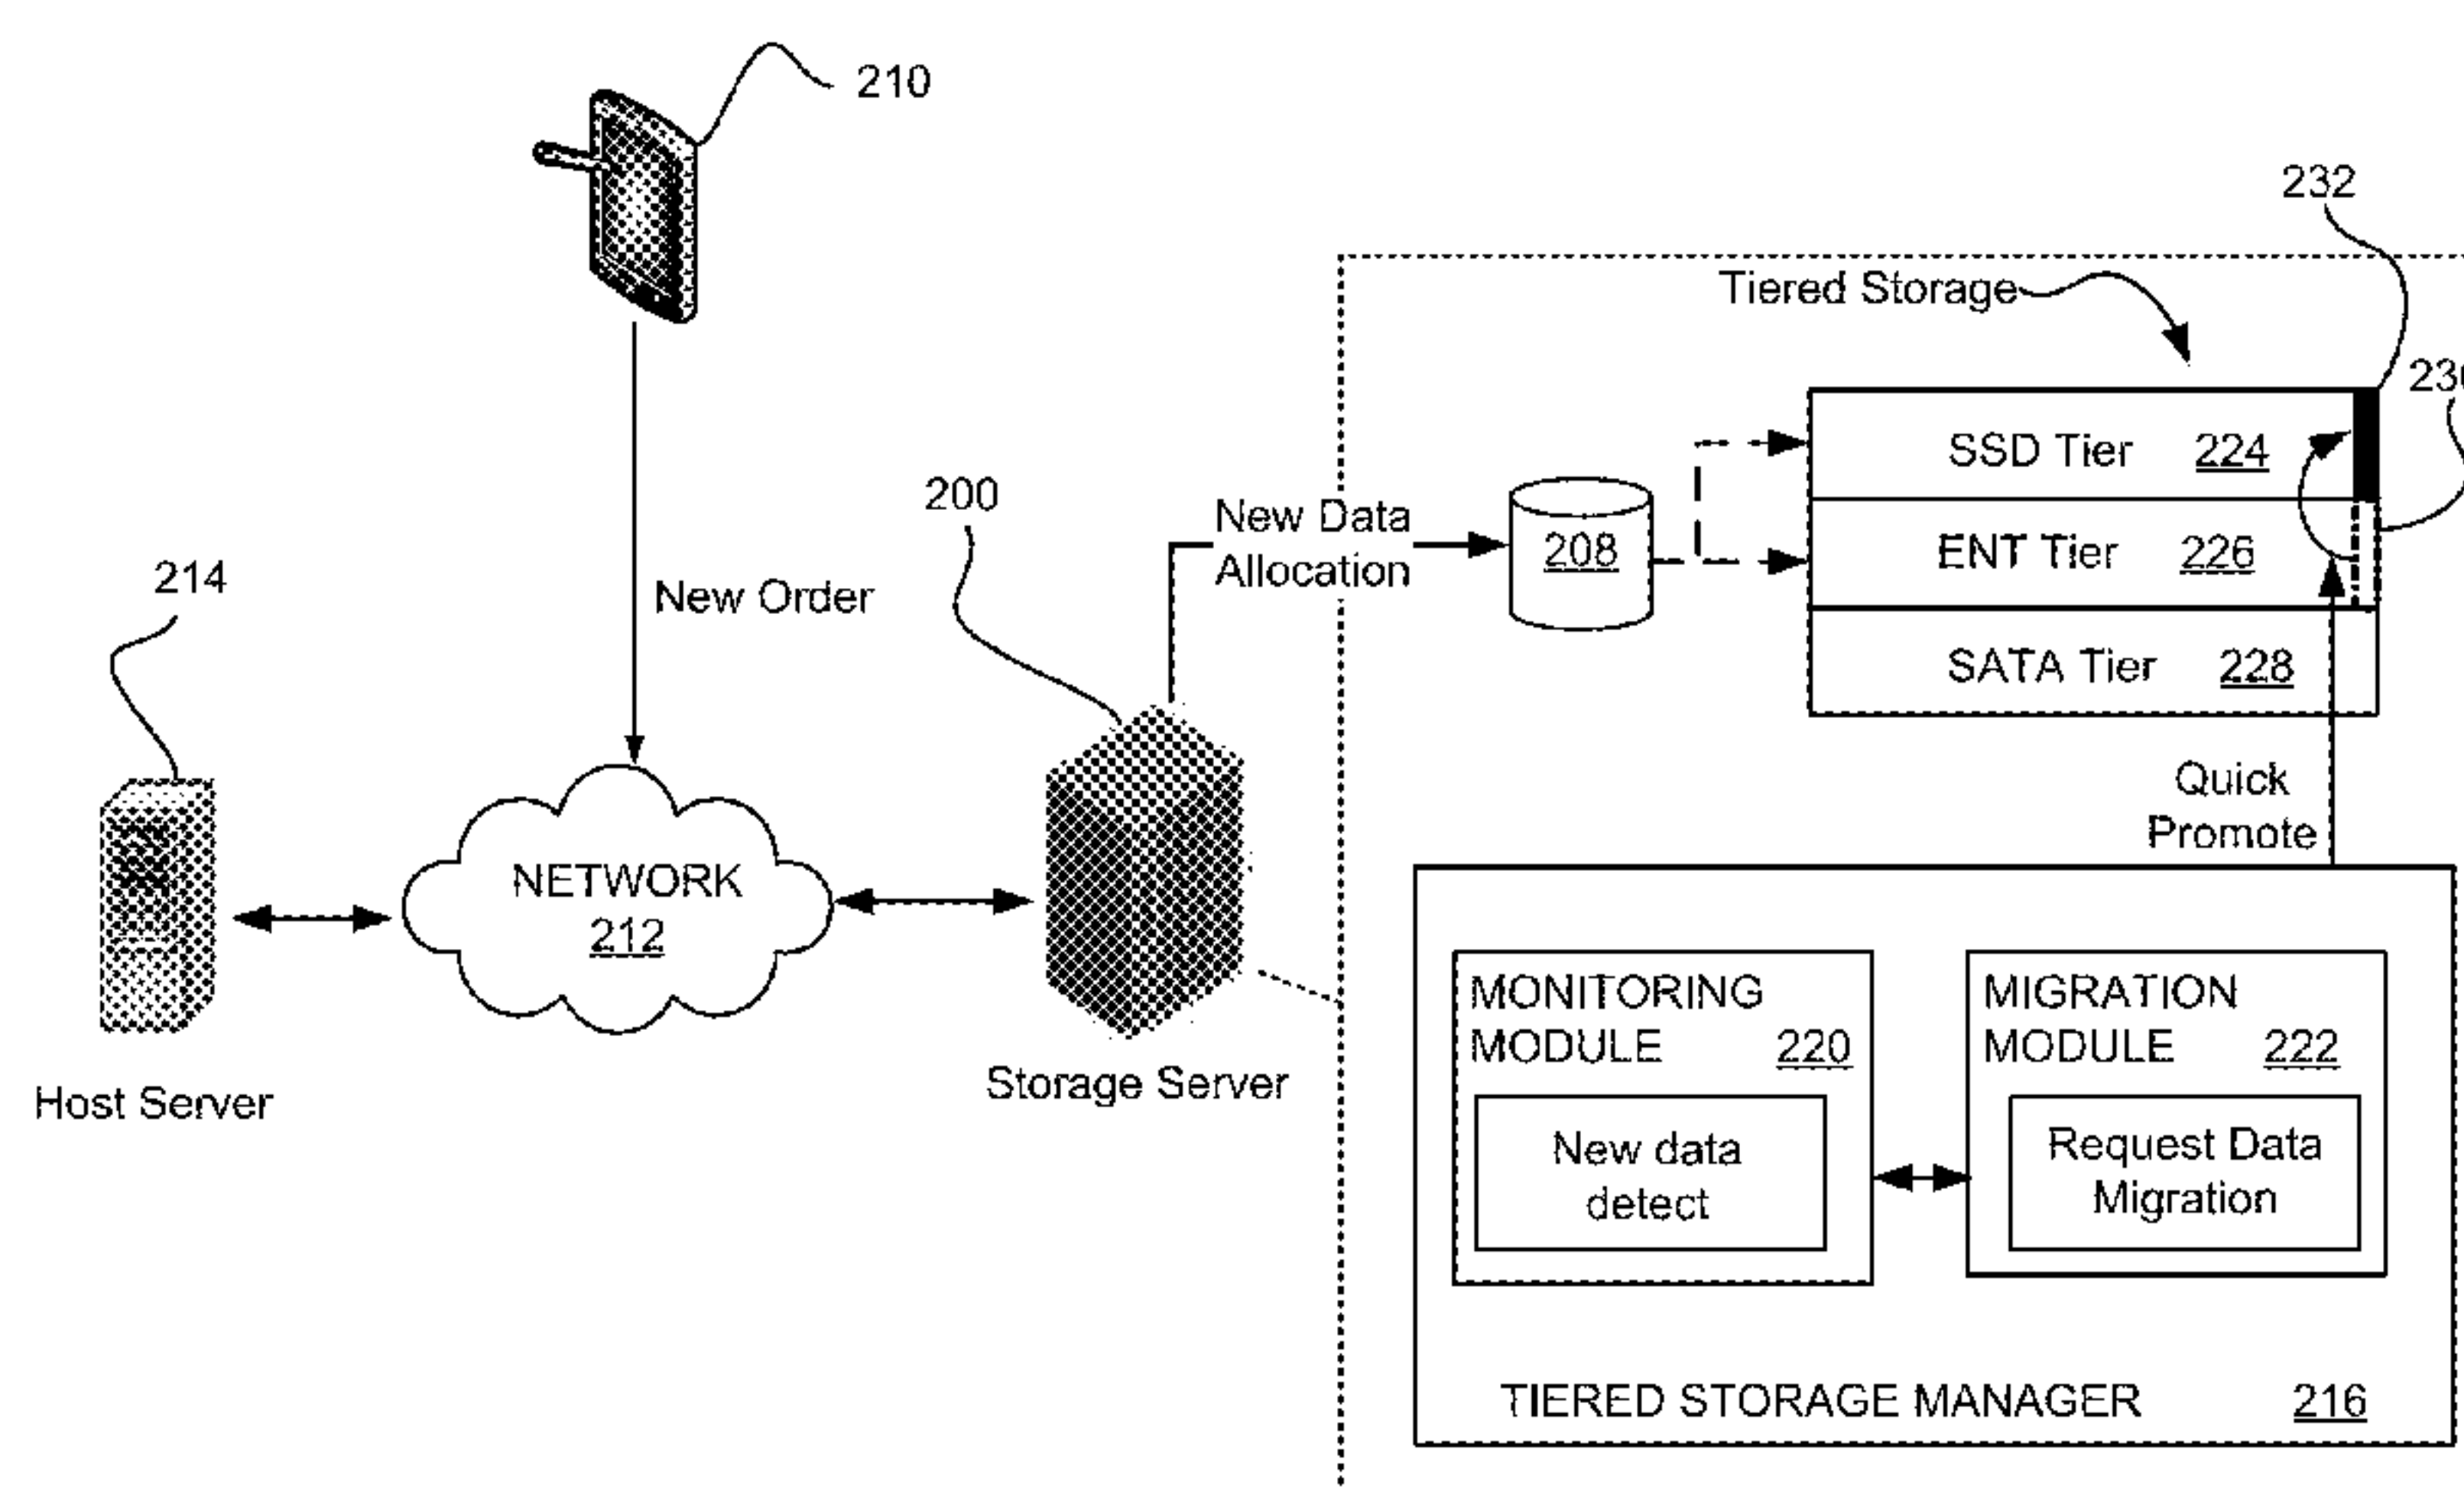 210
232
Tiered Storage
SSD Tier 224
200
New Data
Allocation
208
ENT Tier 226
214
New Order
SATA Tier 228
Quick
Promote
NETWORK
212
MONITORING
MODULE 220
MIGRATION
MODULE 222
Storage Server
Host Server
New data
detect
Request Data
Migration
TIERED STORAGE MANAGER 216